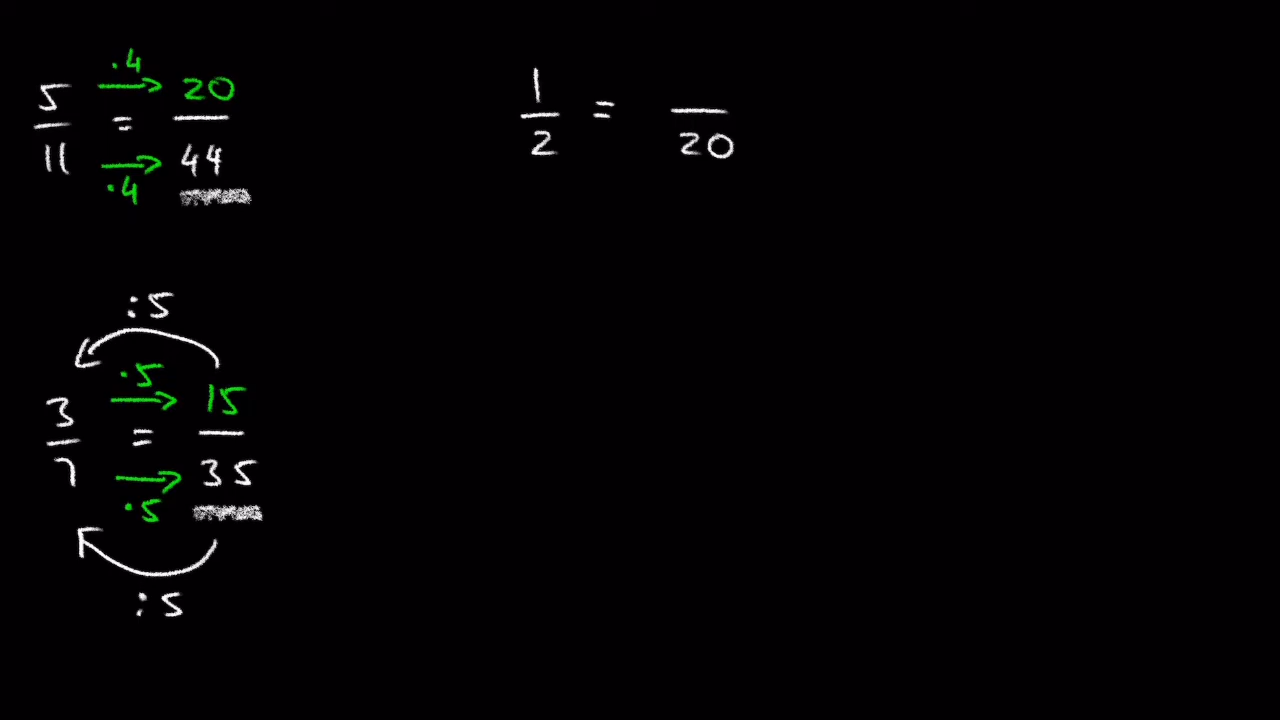 ·4
5/11 = 20/44
·4
1/2 = /20
:5
·5
3/7 = 15/35
·5
:5